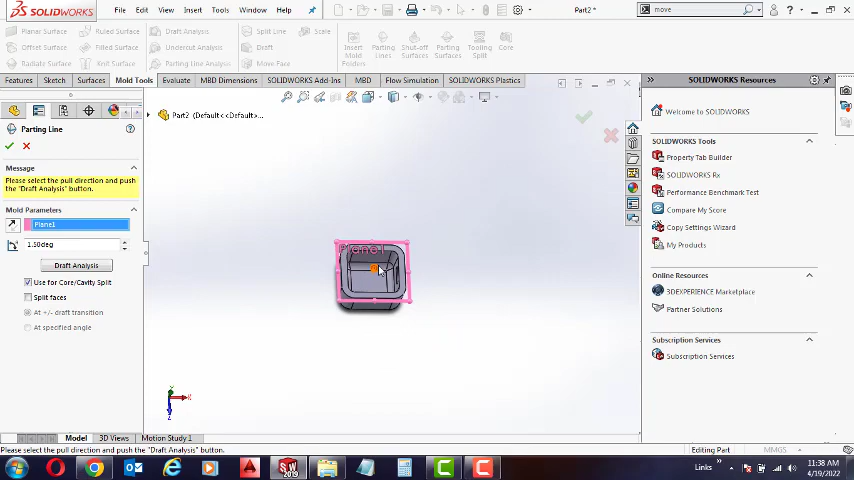 SOLIDWORKS
File View Insert Tools Window Help
Part2 *
move
Planar Surface Ruled Surface
Offset Surface Filled Surface
Radiate Surface Knit Surface
Draft Analysis
Undercut Analysis
Parting Line Analysis
Split Line Scale
Draft
Move Face
Insert Mold Folders
Parting Lines
Shut-off Surfaces
Parting Surfaces
Tooling Split
Core
Features Sketch Surfaces Mold Tools Evaluate MBD Dimensions SOLIDWORKS Add-Ins MBD Flow Simulation SOLIDWORKS Plastics
Parting Line
Message
Please select the pull direction and push
the "Draft Analysis" button.
Mold Parameters
Plane1
1.50deg
Draft Analysis
Use for Core/Cavity Split
Split faces
At +/- draft transition
At specified angle
Part2 (Default<<Default>...
Plane1
X
Y
Z
SOLIDWORKS Resources
Welcome to SOLIDWORKS
SOLIDWORKS Tools
Property Tab Builder
SOLIDWORKS Rx
Performance Benchmark Test
Compare My Score
Copy Settings Wizard
My Products
Online Resources
3DEXPERIENCE Marketplace
Partner Solutions
Subscription Services
Subscription Services
Model 3D Views Motion Study 1
Please select the pull direction and push the "Draft Analysis" button.
Editing Part MMGS
Links
11:38 AM
4/19/2022